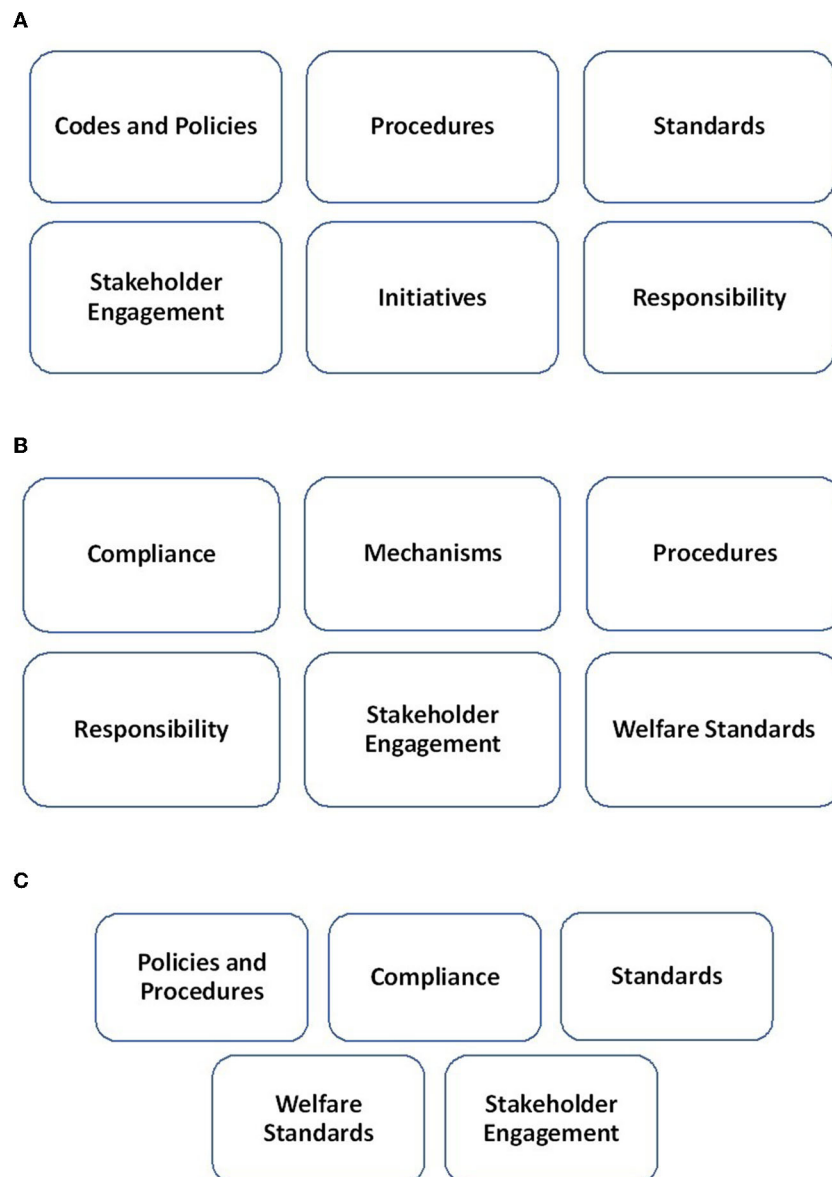 A
Codes and Policies
Procedures
Standards
Stakeholder
Engagement
Initiatives
Responsibility
B
Compliance
Mechanisms
Procedures
Responsibility
Stakeholder
Engagement
Welfare Standards
C
Policies and
Procedures
Compliance
Standards
Welfare
Standards
Stakeholder
Engagement